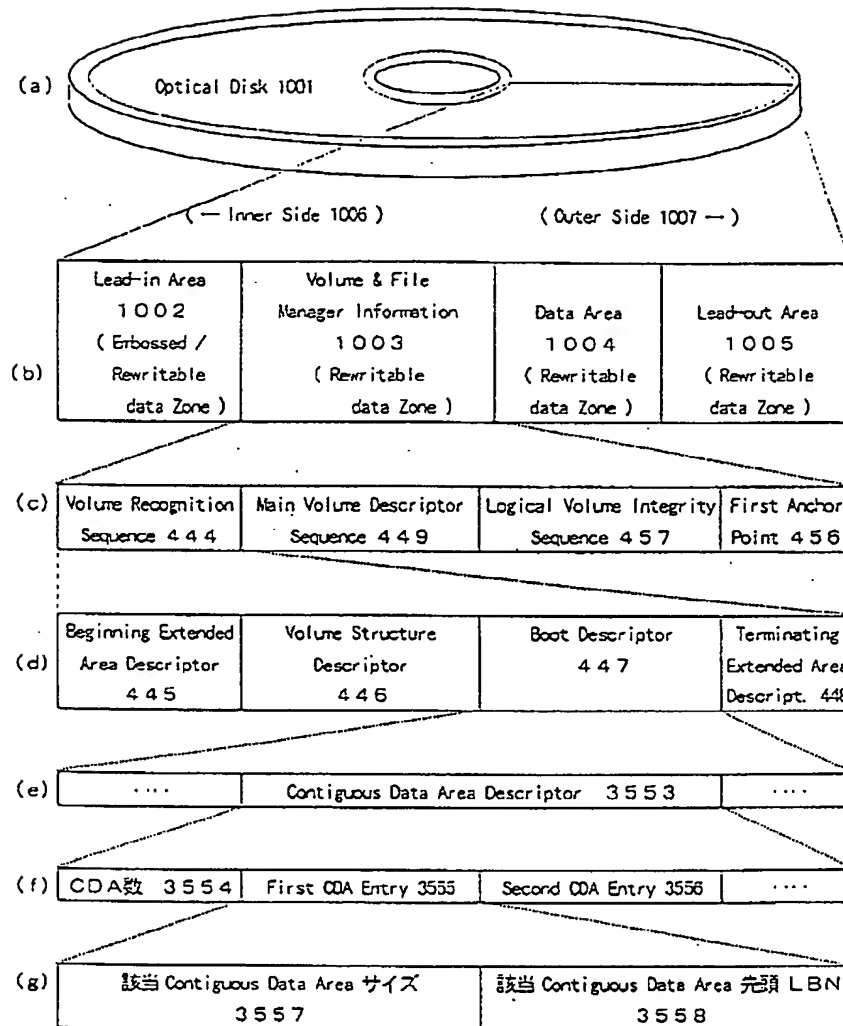 (a)
Optical Disk 1001
(← Inner Side 1006)
(Outer Side 1007 →)
(b)
Lead-in Area
1002
(Embossed /
Rewritable
data Zone)
Volume & File
Manager Information
1003
(Rewritable
data Zone)
Data Area
1004
(Rewritable
data Zone)
Lead-out Area
1005
(Rewritable
data Zone)
(c)
Volume Recognition
Sequence 444
Main Volume Descriptor
Sequence 449
Logical Volume Integrity
Sequence 457
First Anchor
Point 456
(d)
Beginning Extended
Area Descriptor
445
Volume Structure
Descriptor
446
Boot Descriptor
447
Terminating
Extended Area
Descript. 448
(e)
....
Contiguous Data Area Descriptor 3553
....
(f)
CDA数 3554
First CDA Entry 3555
Second CDA Entry 3556
....
(g)
該当 Contiguous Data Area サイズ
3557
該当 Contiguous Data Area 先頭 LBN
3558